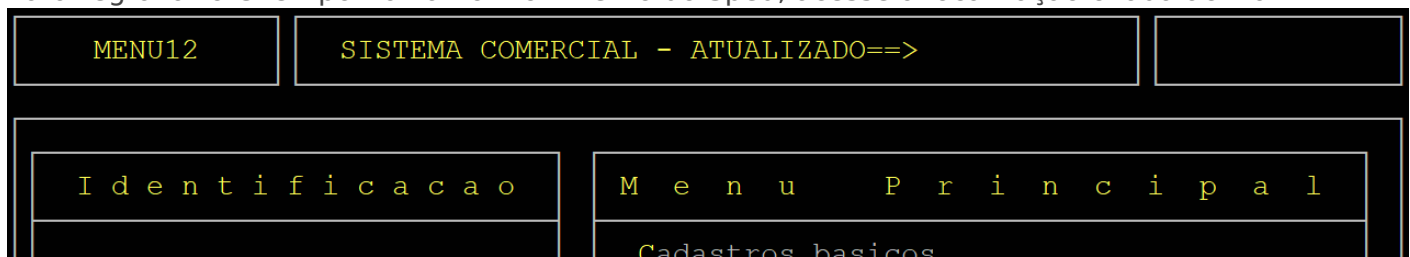 MENU12
SISTEMA COMERCIAL - ATUALIZADO==>
I d e n t i f i c a c a o
M e n u P r i n c i p a l
Cadastros basicos